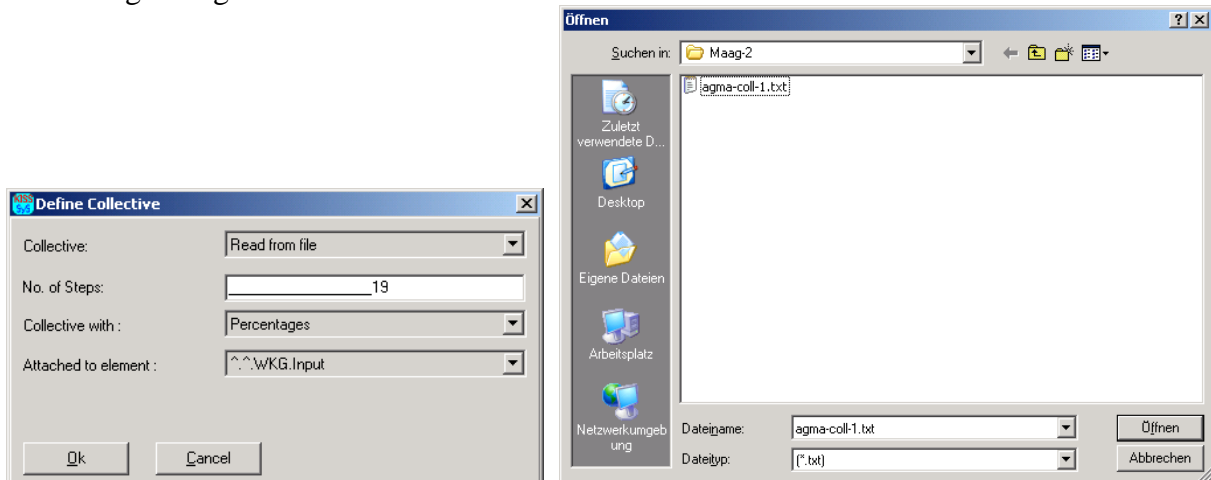 Define Collective
Collective: Read from file
No. of Steps: 19
Collective with : Percentages
Attached to element : ^.^.WKG.Input
Ok Cancel
Öffnen
Suchen in: Maag-2
agma-coll-1.txt
Zuletzt
verwendete D...
Desktop
Eigene Dateien
Arbeitsplatz
Netzwerkumgeb
ung
Dateiname: agma-coll-1.txt Öffnen
Dateityp: (*.txt) Abbrechen